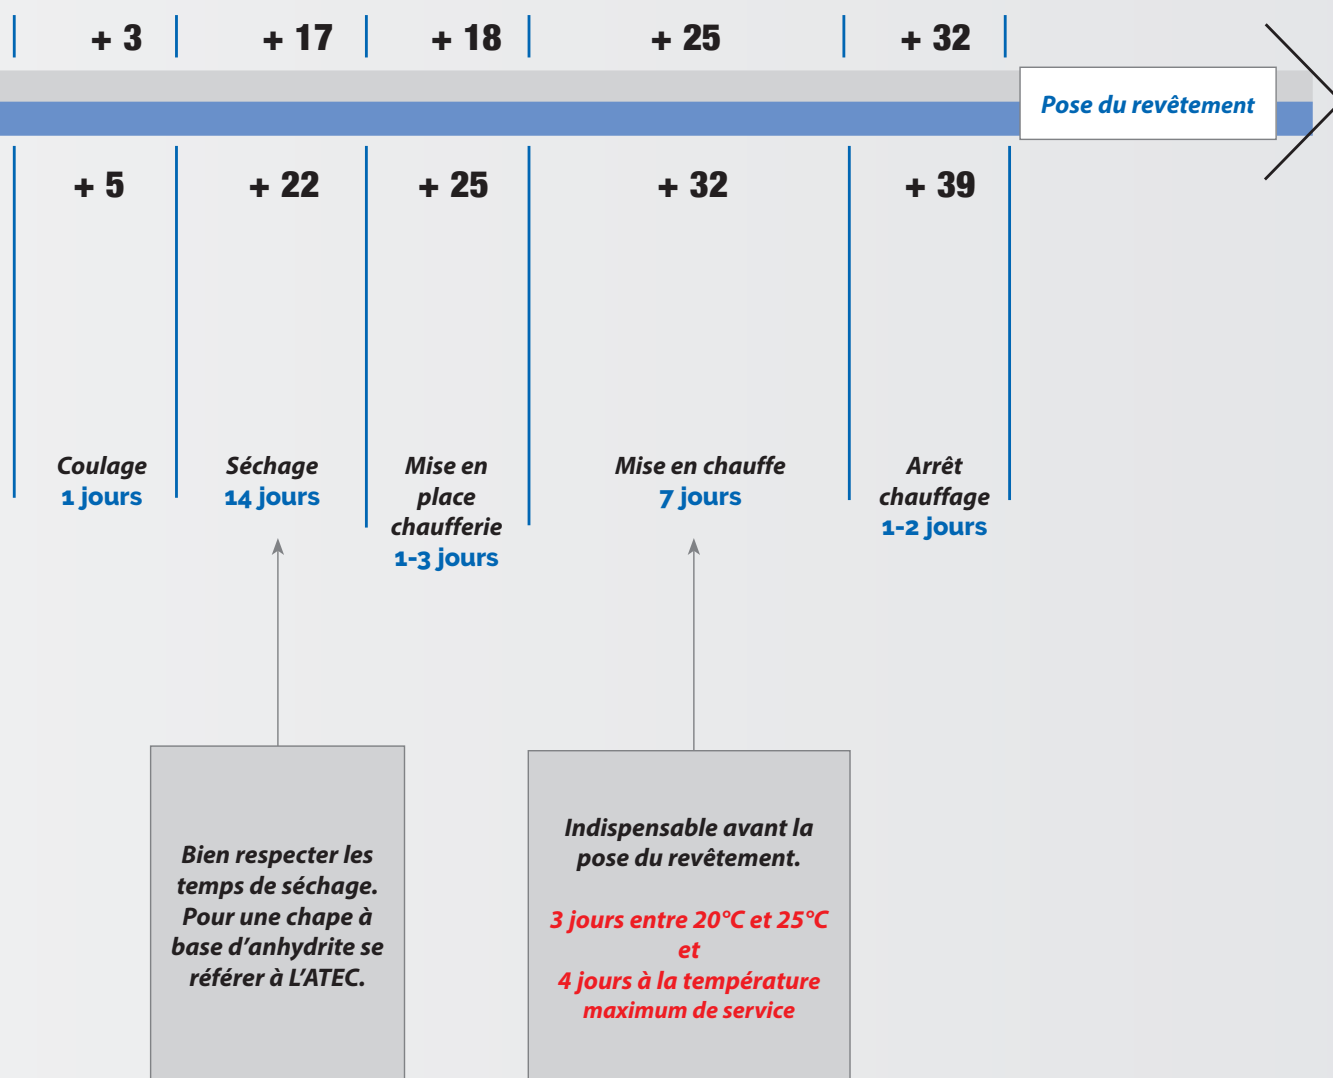 + 3
+ 17
+ 18
+ 25
+ 32
Pose du revêtement
+ 5
+ 22
+ 25
+ 32
+ 39
Coulage
1 jours
Séchage
14 jours
Mise en
place
chaufferie
1-3 jours
Mise en chauffe
7 jours
Arrêt
chauffage
1-2 jours
Bien respecter les
temps de séchage.
Pour une chape à
base d’anhydrite se
référer à L’ATEC.
Indispensable avant la
pose du revêtement.
3 jours entre 20°C et 25°C
et
4 jours à la température
maximum de service